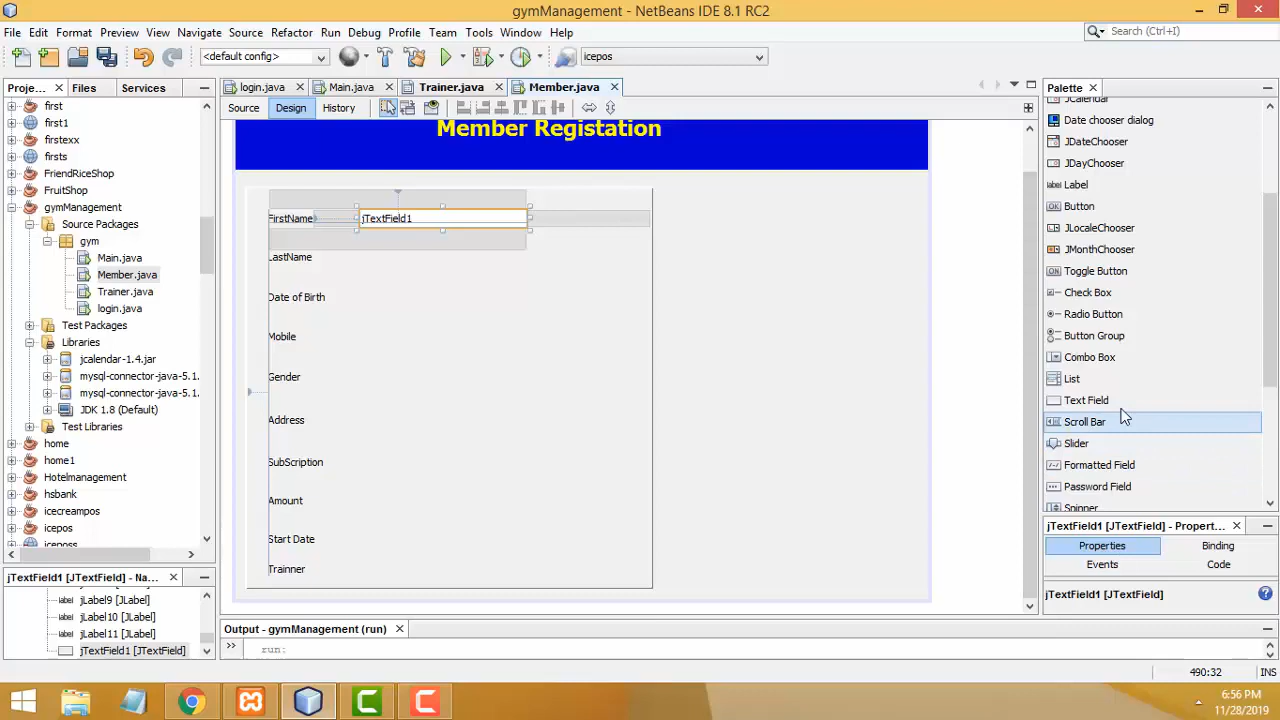 gymManagement - NetBeans IDE 8.1 RC2
File Edit Format Preview View Navigate Source Refactor Run Debug Profile Team Tools Window Help
Search (Ctrl+I)
<default config>
icepos
Proje... Files Services
login.java Main.java Trainer.java Member.java
Palette
Source Design History
first
first1
firstexx
firsts
FriendRiceShop
FruitShop
gymManagement
Source Packages
gym
Main.java
Member.java
Trainer.java
login.java
Test Packages
Libraries
jcalendar-1.4.jar
mysql-connector-java-5.1.
mysql-connector-java-5.1.
JDK 1.8 (Default)
Test Libraries
home
home1
Hotelmanagement
hsbank
icecreampos
icepos
iceposs
jTextField1 [JTextField] - Na...
jLabel9 [JLabel]
jLabel10 [JLabel]
jLabel11 [JLabel]
jTextField1 [JTextField]
Member Registation
FirstName
jTextField1
LastName
Date of Birth
Mobile
Gender
Address
SubScription
Amount
Start Date
Trainner
Output - gymManagement (run)
>>
run:
JCalendar
Date chooser dialog
JDateChooser
JDayChooser
Label
Button
JLocaleChooser
JMonthChooser
Toggle Button
Check Box
Radio Button
Button Group
Combo Box
List
Text Field
Scroll Bar
Slider
Formatted Field
Password Field
Spinner
jTextField1 [JTextField] - Propert...
Properties Binding
Events Code
jTextField1 [JTextField]
490:32 INS
6:56 PM
11/28/2019